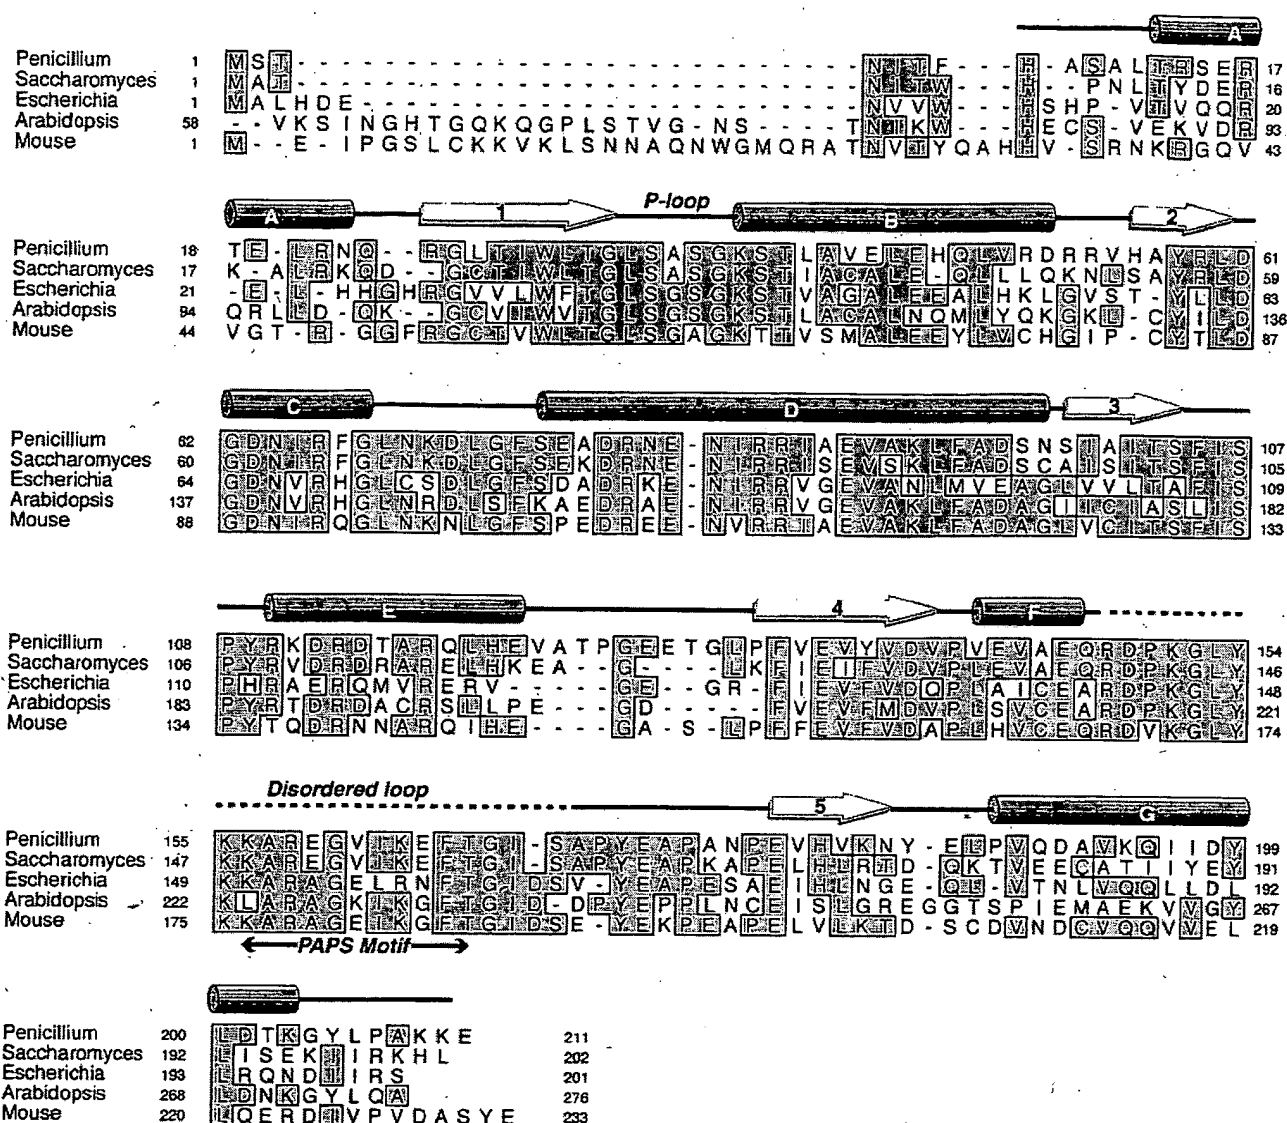 A
Penicillium 1 M S T - - - - - - - - - - - - - - - - - - - - - - - - - - N I T F - - - H - A S A L T R S E R 17
Saccharomyces 1 M A T - - - - - - - - - - - - - - - - - - - - - - - - - - N I T W - - - H - - P N L T Y D E R 16
Escherichia 1 M A L H D E - - - - - - - - - - - - - - - - - - - - - - - N V V W - - - H S H P - V T V Q Q R 20
Arabidopsis 58 - - V K S I N G H T G Q K Q G P L S T V G - N S - - - - T N I K W - - - H E C S - V E K V D R 93
Mouse 1 M - - E - I P G S L C K K V K L S N N A Q N W G M Q R A T N V T Y Q A H H V - S R N K R G Q V 43
A 1 P-loop B 2
Penicillium 18 T E - L R N Q - - R G L T I W L T G L S A S G K S T L A V E L E H Q L V R D R R V H A Y R L D 61
Saccharomyces 17 K - A L R K Q D - - G C T I W L T G L S A S G K S T I A C A L E - Q L L L Q K N L S A Y R L D 59
Escherichia 21 - E - L - H H G H R G V V L W F T G L S G S G K S T V A G A L E E A L H K L G V S T - Y L L D 63
Arabidopsis 94 Q R L L D - Q K - - G C V I W V T G L S G S G K S T L A C A L N Q M L Y Q K G K L - C Y I L D 136
Mouse 44 V G T - R - G G F R G C T V W L T G L S G A G K T T V S M A L E E Y L V C H G I P - C Y T L D 87
C D 3
Penicillium 62 G D N I R F G L N K D L G F S E A D R N E - N I R R I A E V A K L F A D S N S I A I T S F I S 107
Saccharomyces 60 G D N I R F G L N K D L G F S E K D R N E - N I R R I S E V S K L F A D S C A I S I T S F I S 105
Escherichia 64 G D N V R H G L C S D L G F S D A D R K E - N I R R V G E V A N L M V E A G L V V L T A F I S 109
Arabidopsis 137 G D N V R H G L N R D L S F K A E D R A E - N I R R V G E V A K L F A D A G I I C I A S L I S 182
Mouse 88 G D N I R Q G L N K N L G F S P E D R E E - N V R R I A E V A K L F A D A G L V C I T S F I S 133
E 4 F
Penicillium 108 P Y R K D R D T A R Q L H E V A T P G E E T G L P F V E V Y V D V P V E V A E Q R D P K G L Y 154
Saccharomyces 106 P Y R V D R D R A R E L H K E A - - G - - - - L K F I E I F V D V P L E V A E Q R D P K G L Y 146
Escherichia 110 P H R A E R Q M V R E R V - - - - - G E - - G R - F I E V F V D Q P L A I C E A R D P K G L Y 148
Arabidopsis 183 P Y R T D R D A C R S L L P E - - - G D - - - - - F V E V F M D V P L S V C E A R D P K G L Y 221
Mouse 134 P Y T Q D R N N A R Q I H E - - - - G A - S - L P F F E V F V D A P L H V C E Q R D V K G L Y 174
Disordered loop 5 G
Penicillium 155 K K A R E G V I K E F T G I - S A P Y E A P A N P E V H V K N Y - E L P V Q D A V K Q I I D Y 199
Saccharomyces 147 K K A R E G V I K E F T G I - S A P Y E A P K A P E L H L R T D - Q K T V E E C A T I I Y E Y 191
Escherichia 149 K K A R A G E L R N F T G I D S V - Y E A P E S A E I H L N G E - Q L - V T N L V Q Q L L D L 192
Arabidopsis 222 K L A R A G K I K G F T G I D - D P Y E P P L N C E I S L G R E G G T S P I E M A E K V V G Y 267
Mouse 175 K K A R A G E I K G F T G I D S E - Y E K P E A P E L V L K T D - S C D V N D C V Q Q V V E L 219
PAPS Motif
Penicillium 200 L D T K G Y L P A K K E 211
Saccharomyces 192 L I S E K I I R K H L 202
Escherichia 193 L R Q N D I I R S 201
Arabidopsis 268 L D N K G Y L Q A 276
Mouse 220 L Q E R D I V P V D A S Y E 233